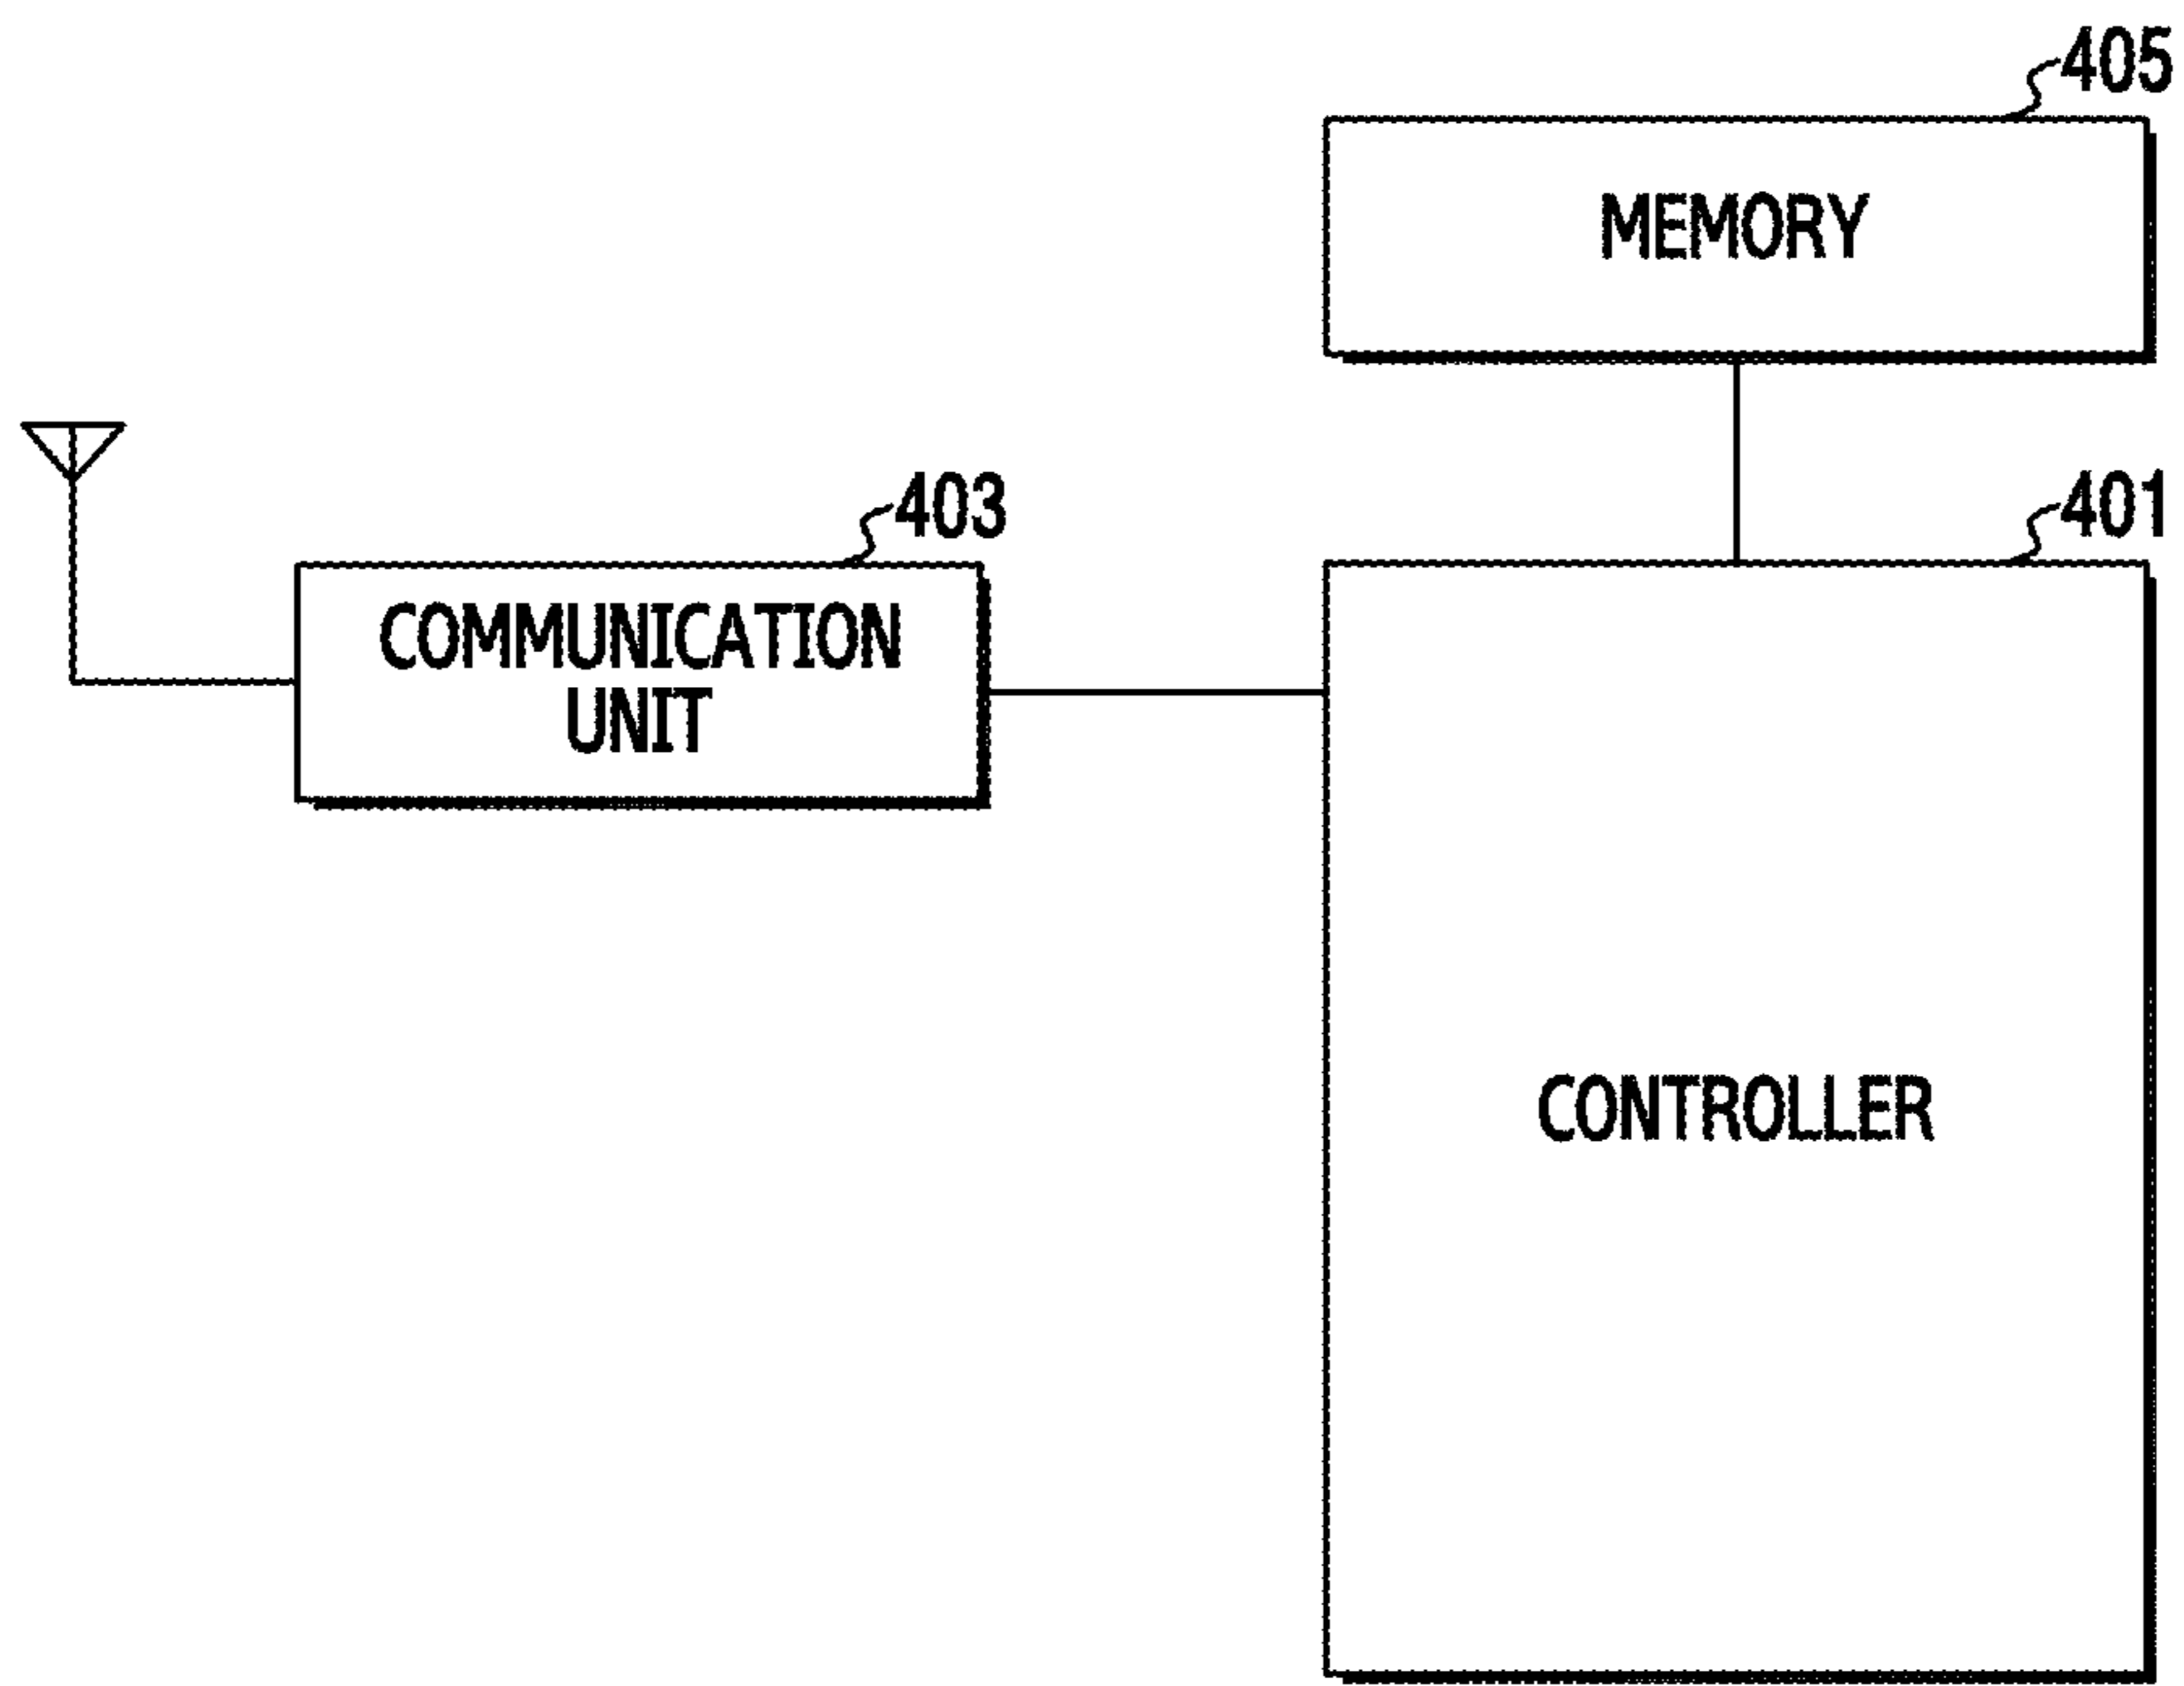 405
MEMORY
403
401
COMMUNICATION
UNIT
CONTROLLER